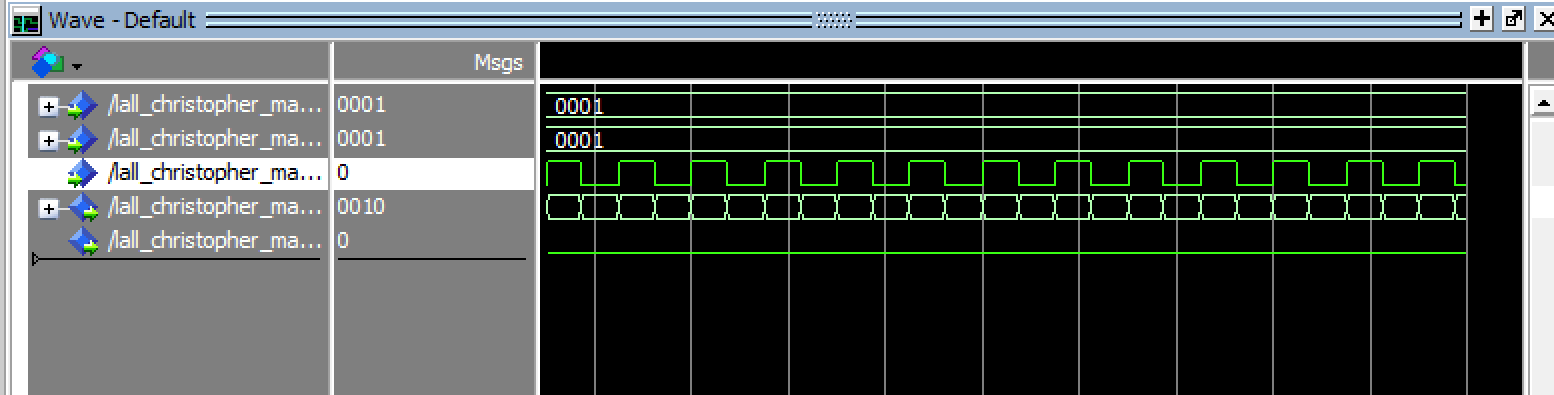 Wave - Default
Msgs
/lall_christopher_ma... 0001 0001
/lall_christopher_ma... 0001 0001
/lall_christopher_ma... 0
/lall_christopher_ma... 0010
/lall_christopher_ma... 0